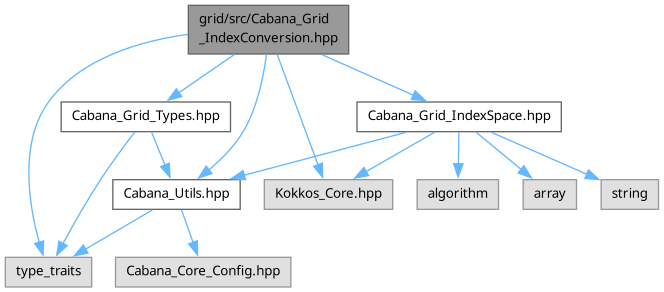 grid/src/Cabana_Grid
_IndexConversion.hpp
Cabana_Grid_Types.hpp
Cabana_Grid_IndexSpace.hpp
Cabana_Utils.hpp
Kokkos_Core.hpp
algorithm
array
string
type_traits
Cabana_Core_Config.hpp